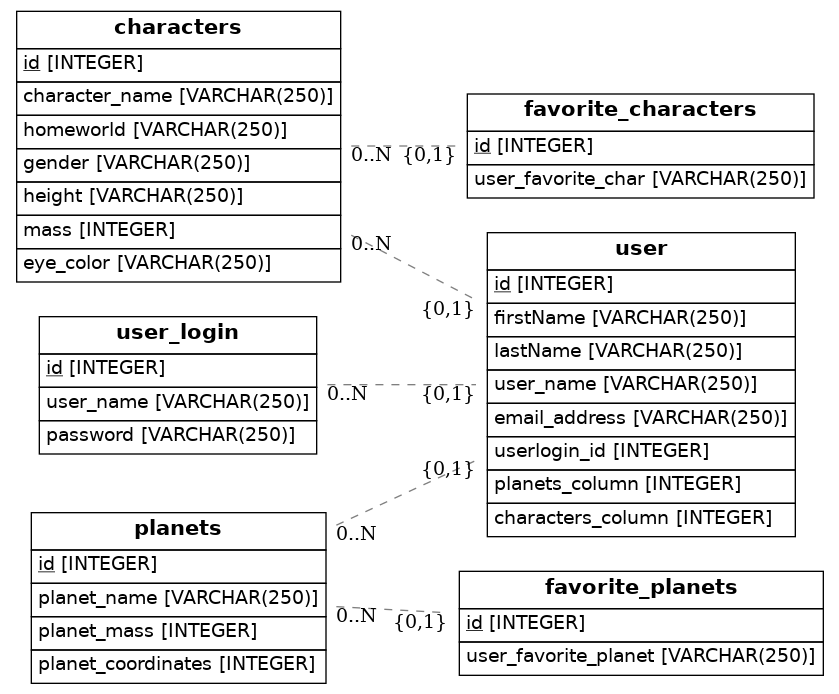 characters
id [INTEGER]
character_name [VARCHAR(250)]
homeworld [VARCHAR(250)]
gender [VARCHAR(250)]
height [VARCHAR(250)]
mass [INTEGER]
eye_color [VARCHAR(250)]
0..N {0,1}
favorite_characters
id [INTEGER]
user_favorite_char [VARCHAR(250)]
0..N
{0,1}
user
id [INTEGER]
firstName [VARCHAR(250)]
lastName [VARCHAR(250)]
user_name [VARCHAR(250)]
email_address [VARCHAR(250)]
userlogin_id [INTEGER]
planets_column [INTEGER]
characters_column [INTEGER]
user_login
id [INTEGER]
user_name [VARCHAR(250)]
password [VARCHAR(250)]
0..N {0,1}
{0,1}
0..N
planets
id [INTEGER]
planet_name [VARCHAR(250)]
planet_mass [INTEGER]
planet_coordinates [INTEGER]
0..N {0,1}
favorite_planets
id [INTEGER]
user_favorite_planet [VARCHAR(250)]